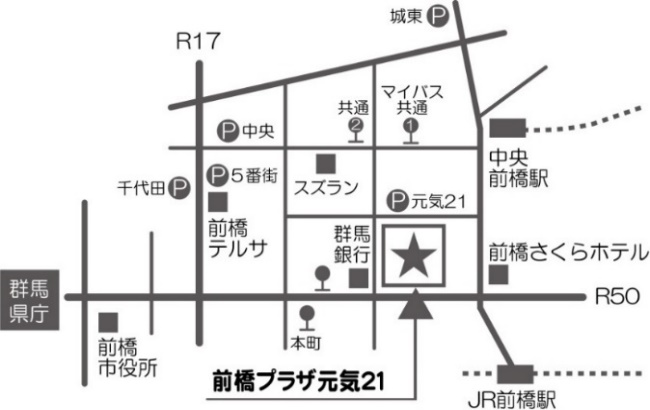 城東 P
R17
マイバス
共通
共通
2
1
P 中央
中央
前橋駅
P 5番街
スズラン
千代田 P
P 元気21
前橋
テルサ
群馬
銀行
前橋さくらホテル
群馬
県庁
R50
前橋
市役所
本町
前橋プラザ元気21
JR前橋駅